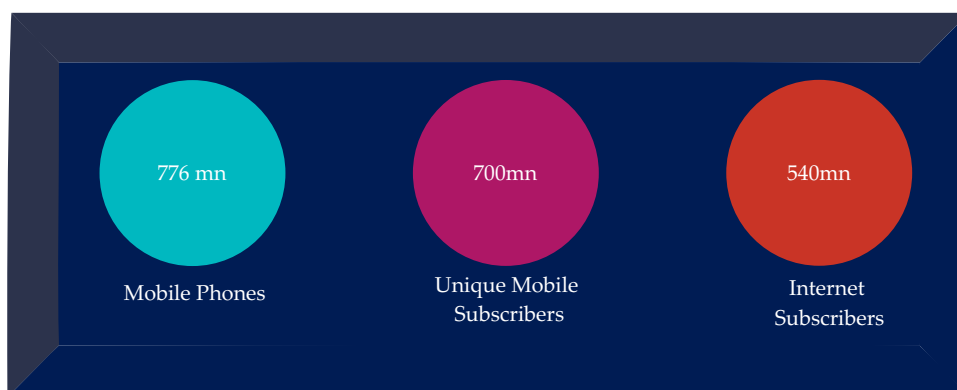 776 mn
700mn
540mn
Mobile Phones
Unique Mobile
Subscribers
Internet
Subscribers